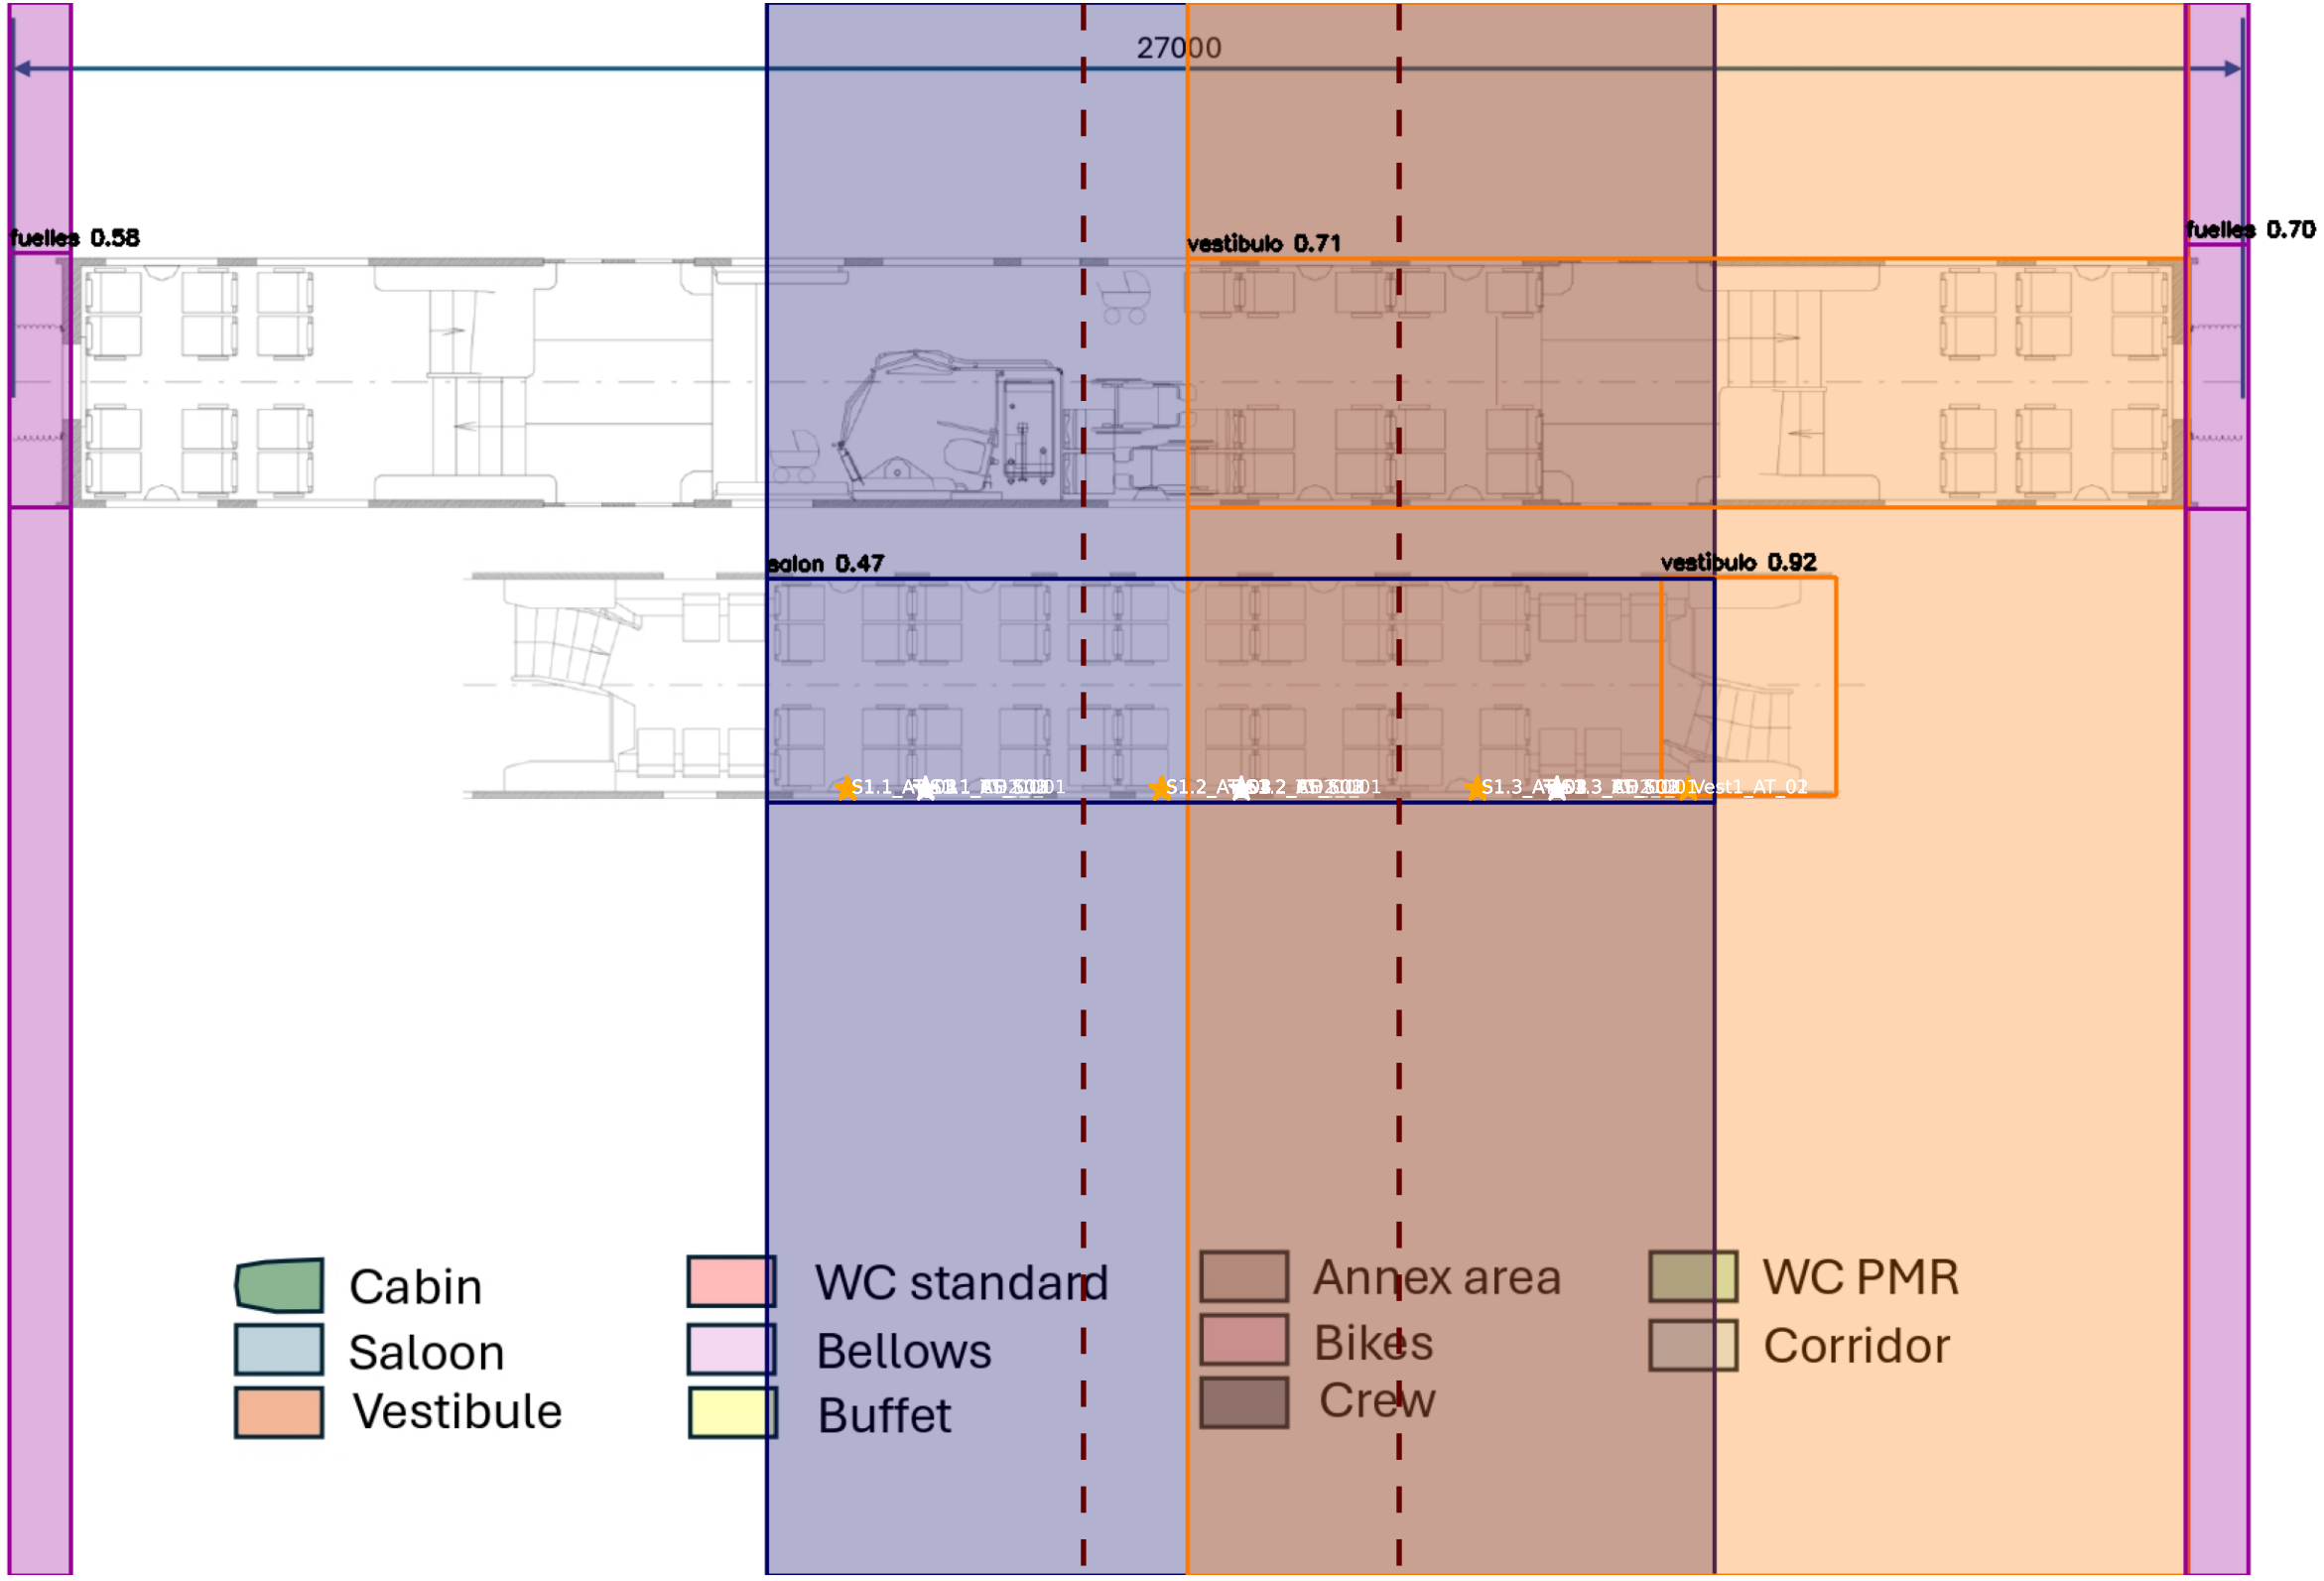 27000
fuelles 0.58
vestibulo 0.71
fuelles 0.70
salon 0.47
vestibulo 0.92
Vest1_AT_02
Cabin
Saloon
Vestibule
WC standard
Bellows
Buffet
Annex area
Bikes
Crew
WC PMR
Corridor